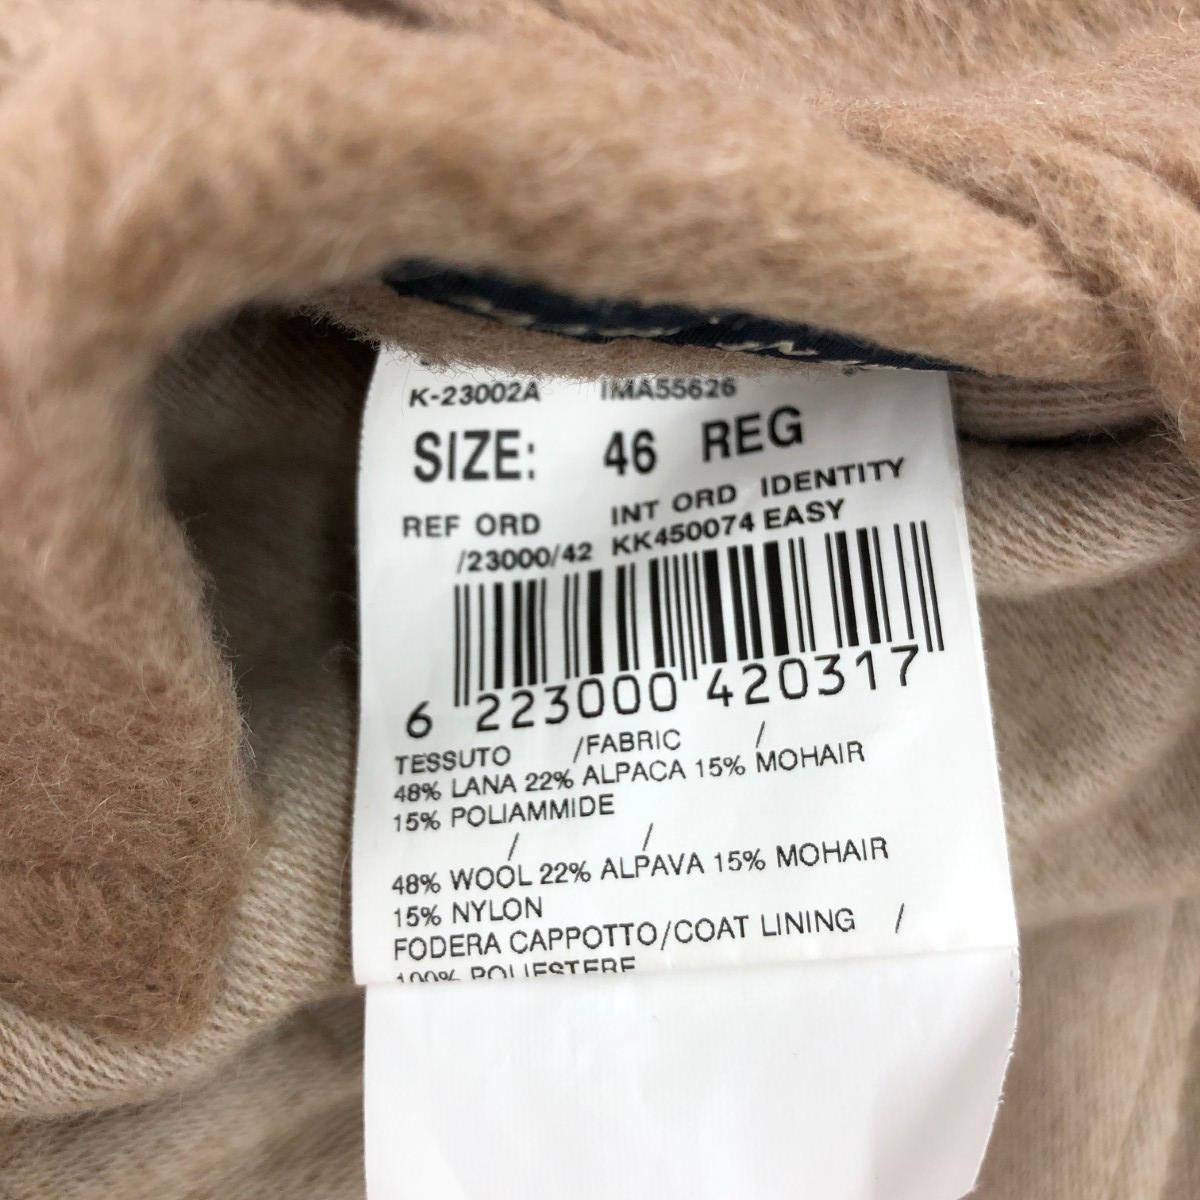 K-23002A IMA55626
SIZE: 46 REG
REF ORD INT ORD IDENTITY
/23000/42 KK450074 EASY
6 223000 420317
TESSUTO /FABRIC /
48% LANA 22% ALPACA 15% MOHAIR
15% POLIAMMIDE
/ /
48% WOOL 22% ALPAVA 15% MOHAIR
15% NYLON
FODERA CAPPOTTO/COAT LINING /
100% POLIESTERE